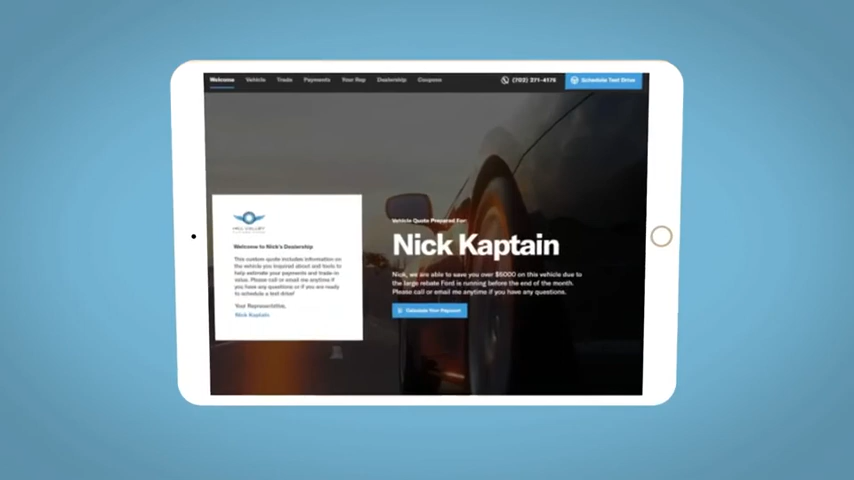 Welcome Vehicle Trade Payments Your Rep Dealership Coupons (702) 271-4175 Schedule Test Drive
HILL VALLEY
Welcome to Nick's Dealership
This custom quote includes information on
the vehicle you inquired about and tools to
help estimate your payments and trade-in
value. Please call or email me anytime if
you have any questions or if you are ready
to schedule a test drive!
Your Representative,
Nick Kaptain
Vehicle Quote Prepared For:
Nick Kaptain
Nick, we are able to save you over $6000 on this vehicle due to
the large rebate Ford is running before the end of the month.
Please call or email me anytime if you have any questions.
Calculate Your Payment